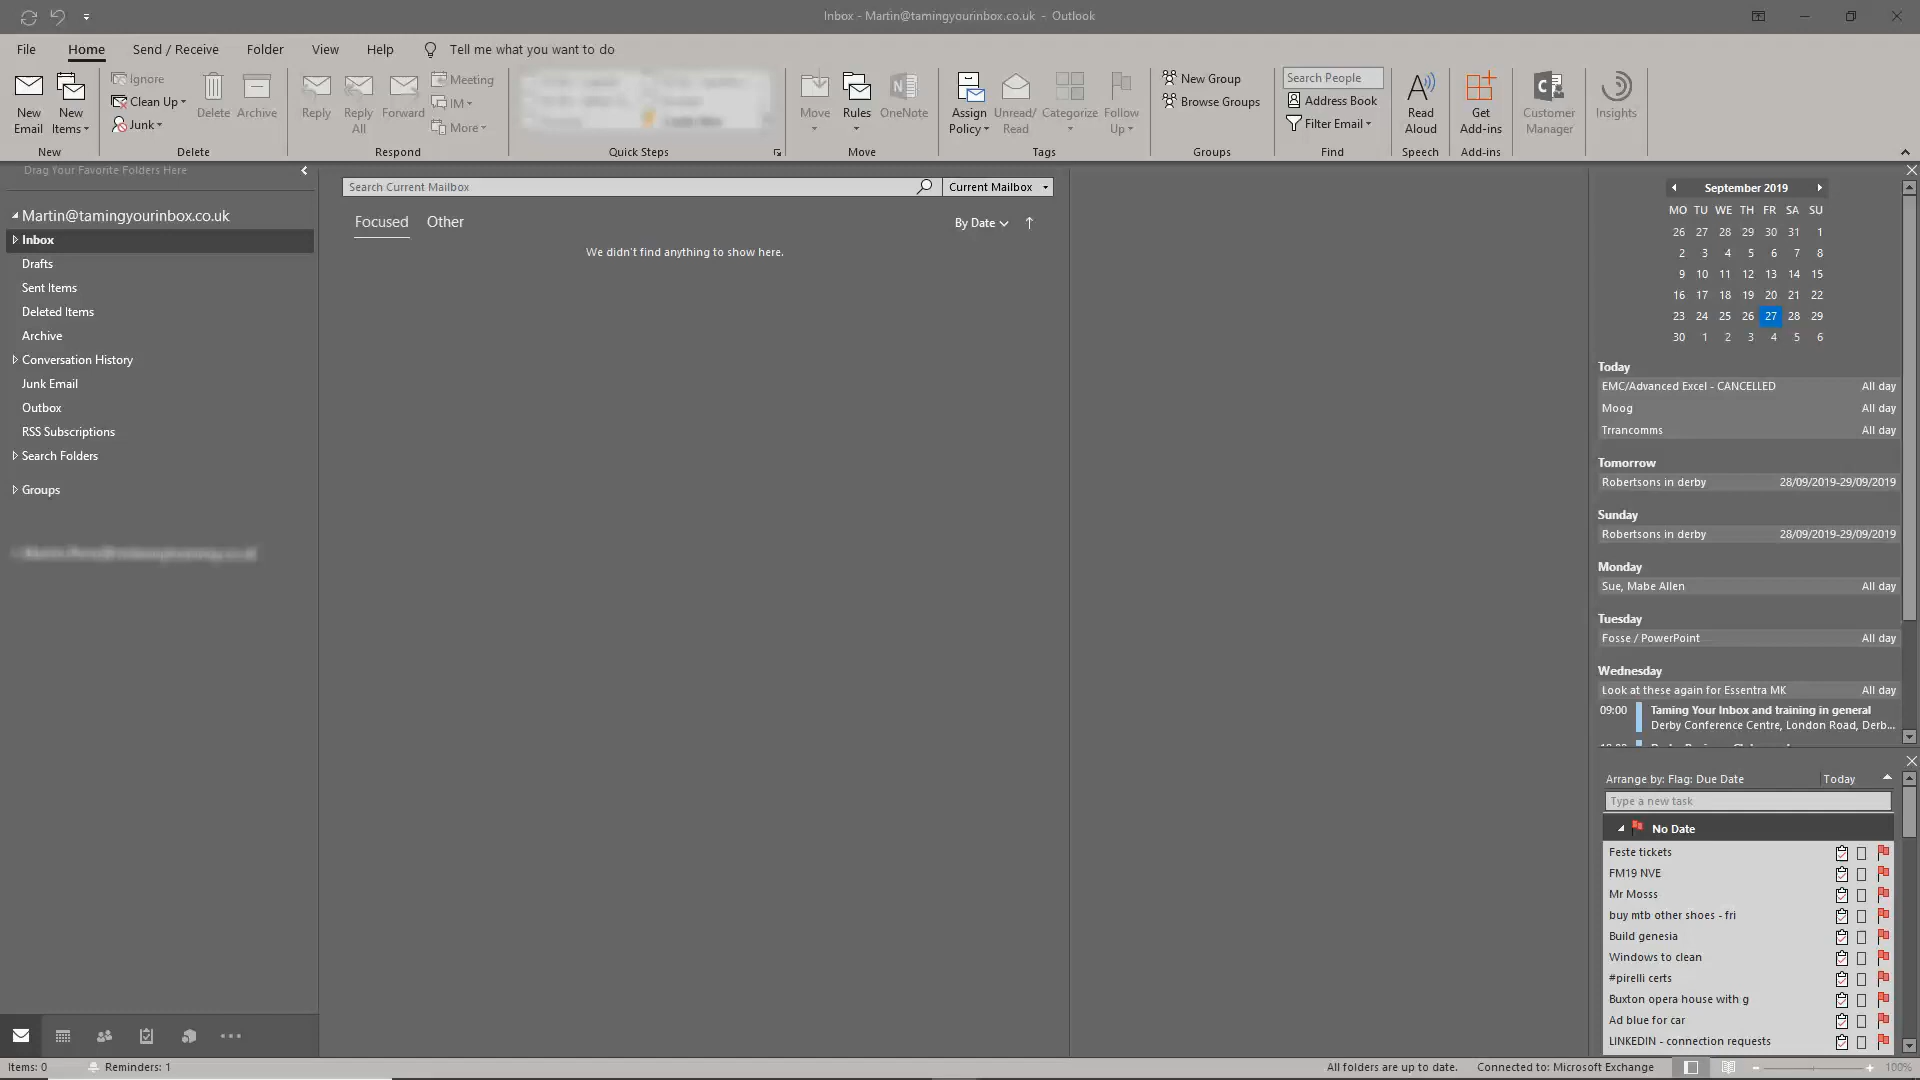 Inbox - Martin@tamingyourinbox.co.uk - Outlook
File Home Send / Receive Folder View Help Tell me what you want to do
New Email
New Items
New
Ignore
Clean Up
Junk
Delete
Archive
Delete
Reply
Reply All
Forward
Meeting
IM
More
Respond
Quick Steps
Move
Rules
OneNote
Move
Assign Policy
Unread/ Read
Categorize
Follow Up
Tags
New Group
Browse Groups
Groups
Search People
Address Book
Filter Email
Find
Read Aloud
Speech
Get Add-ins
Add-ins
Customer Manager
Insights
Drag Your Favorite Folders Here
Martin@tamingyourinbox.co.uk
Inbox
Drafts
Sent Items
Deleted Items
Archive
Conversation History
Junk Email
Outbox
RSS Subscriptions
Search Folders
Groups
Search Current Mailbox
Current Mailbox
Focused Other
By Date
We didn't find anything to show here.
September 2019
MO TU WE TH FR SA SU
26 27 28 29 30 31 1
2 3 4 5 6 7 8
9 10 11 12 13 14 15
16 17 18 19 20 21 22
23 24 25 26 27 28 29
30 1 2 3 4 5 6
Today
EMC/Advanced Excel - CANCELLED All day
Moog All day
Trrancomms All day
Tomorrow
Robertsons in derby 28/09/2019-29/09/2019
Sunday
Robertsons in derby 28/09/2019-29/09/2019
Monday
Sue, Mabe Allen All day
Tuesday
Fosse / PowerPoint All day
Wednesday
Look at these again for Essentra MK All day
09:00 Taming Your Inbox and training in general
Derby Conference Centre, London Road, Derb...
Arrange by: Flag: Due Date Today
Type a new task
No Date
Feste tickets
FM19 NVE
Mr Mosss
buy mtb other shoes - fri
Build genesia
Windows to clean
#pirelli certs
Buxton opera house with g
Ad blue for car
LINKEDIN - connection requests
Items: 0 Reminders: 1
All folders are up to date. Connected to: Microsoft Exchange
100%